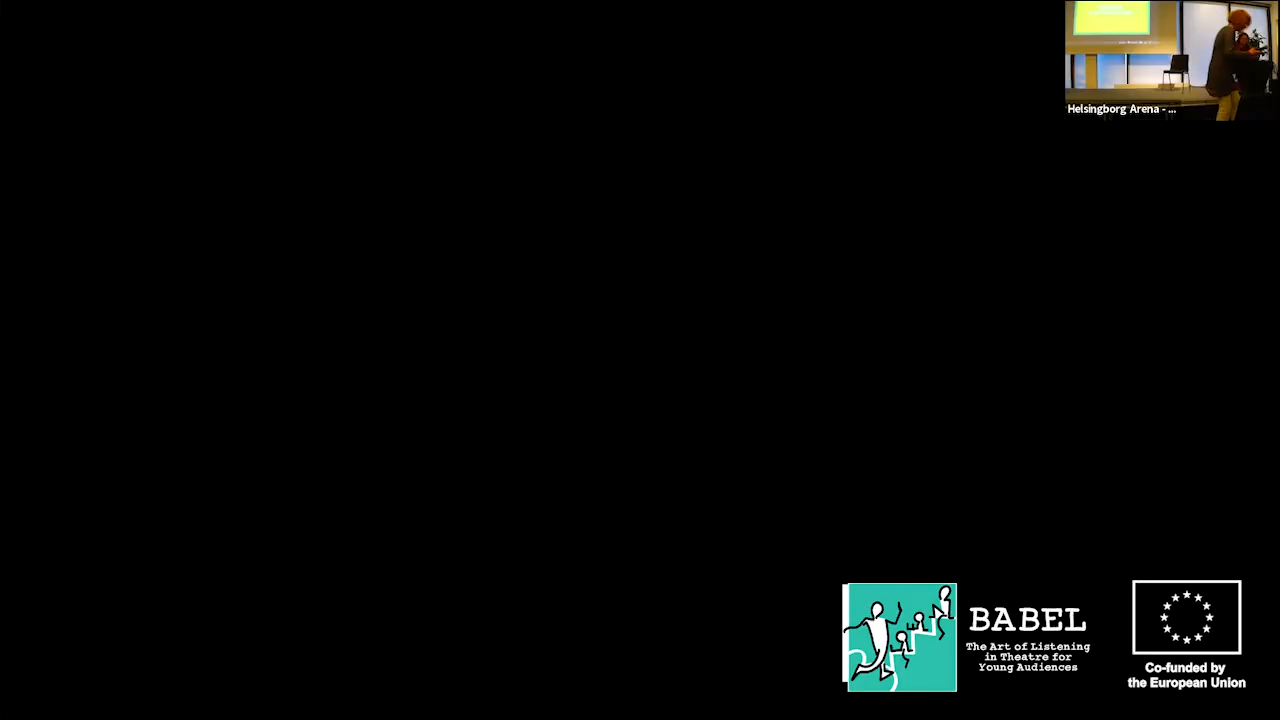 Helsingborg Arena - ...
BABEL
The Art of Listening
in Theatre for
Young Audiences
Co-funded by
the European Union